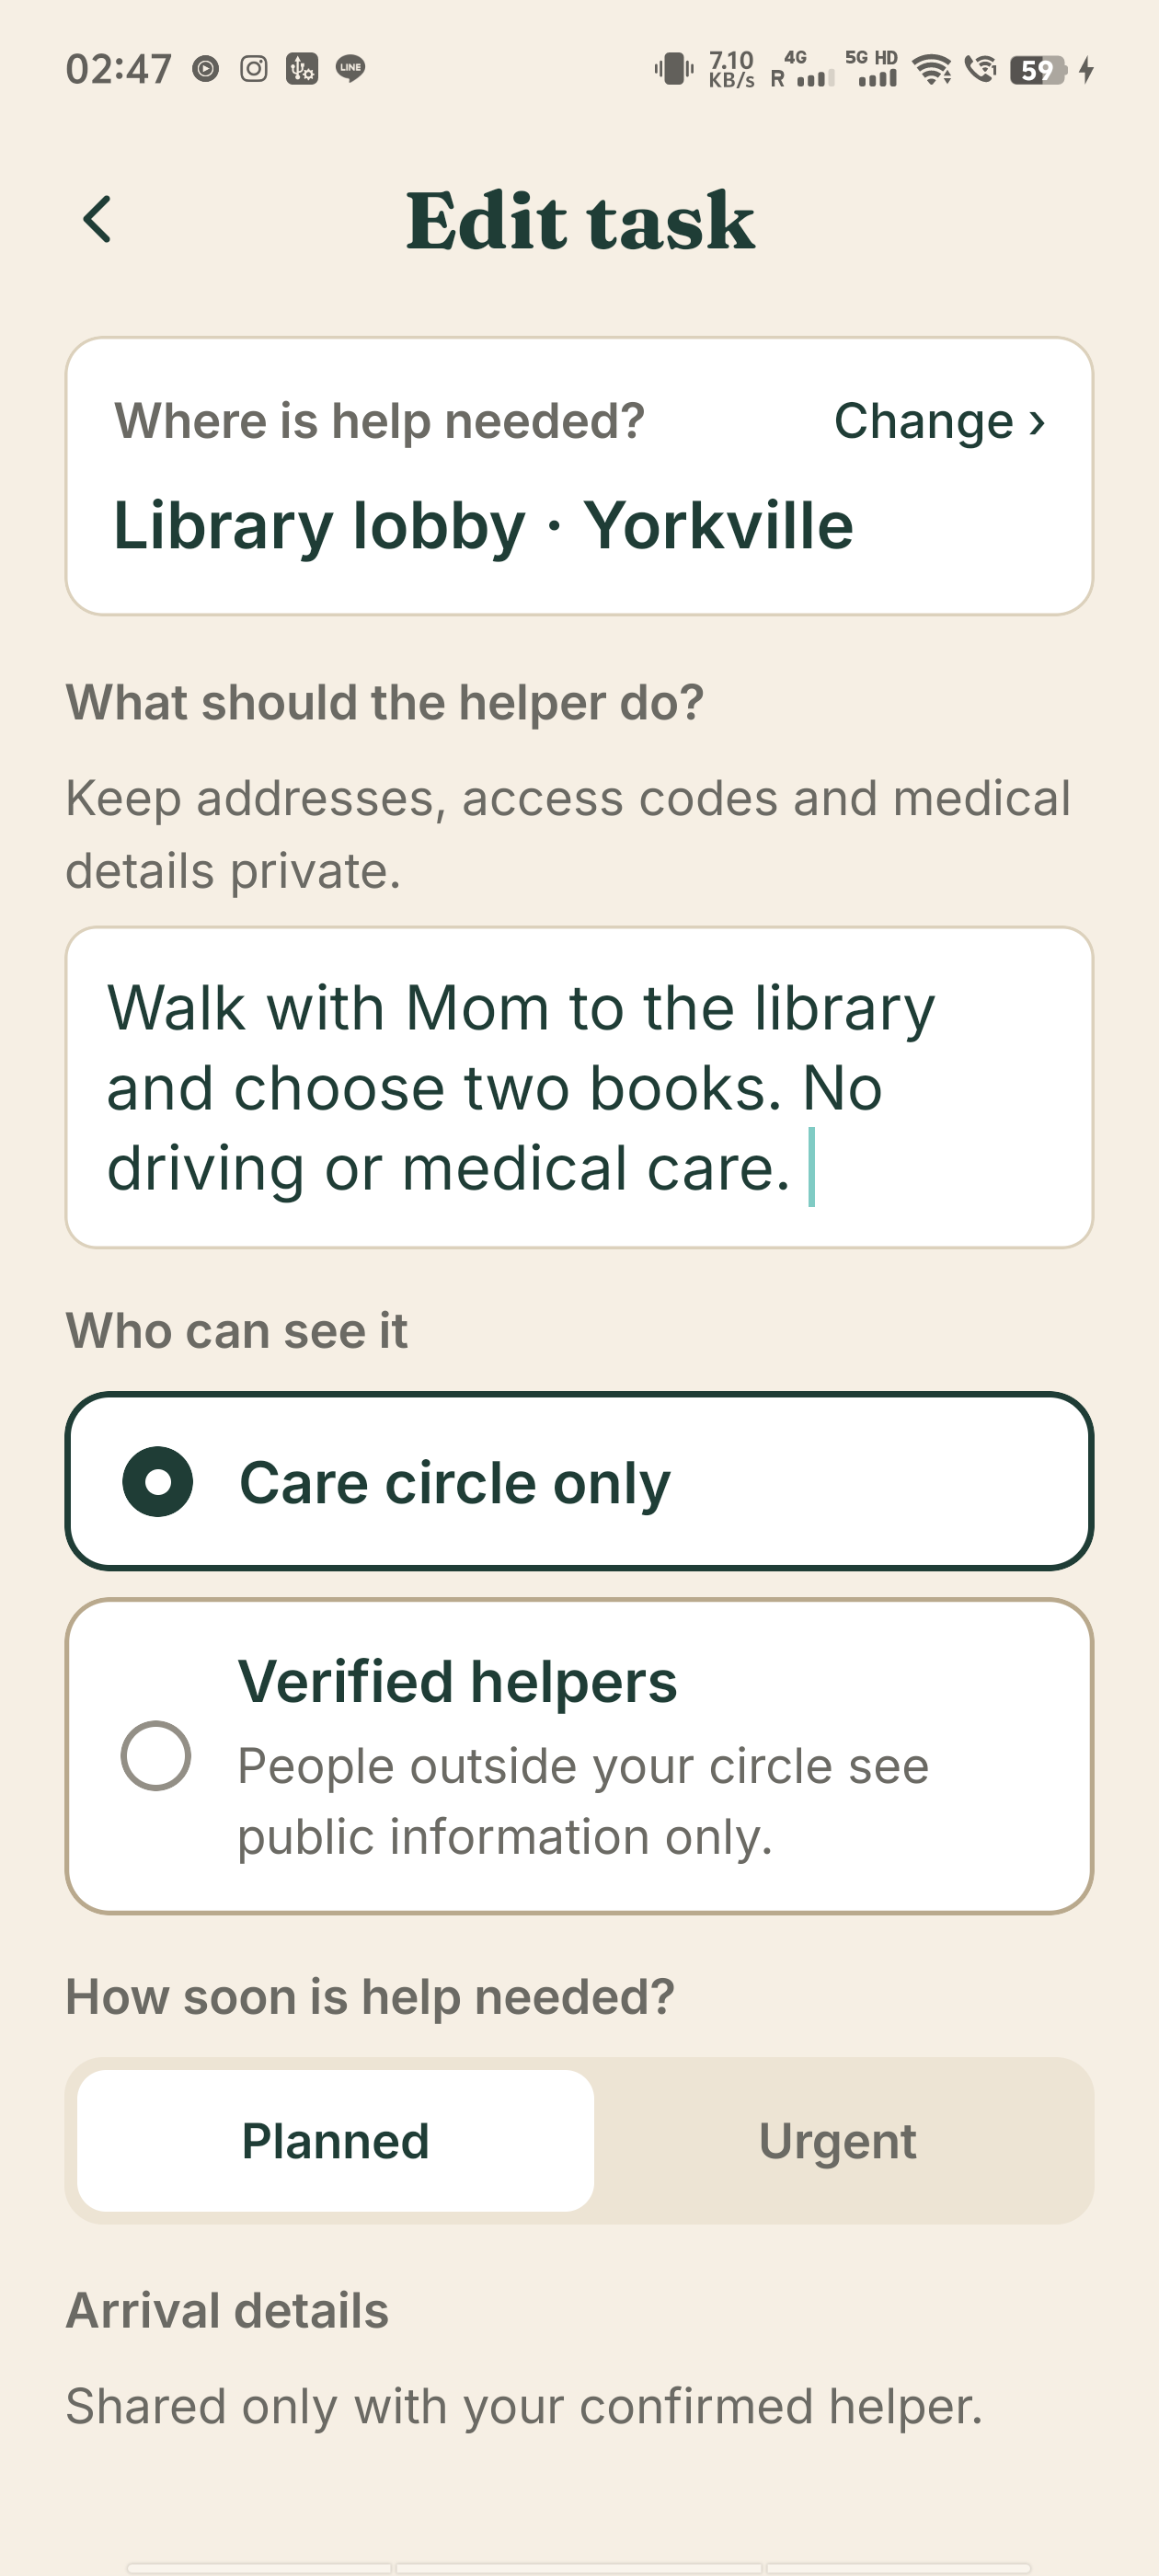 02:47
LINE
7.10 KB/s R 4G 5G HD 59
Edit task
Where is help needed? Change ›
Library lobby · Yorkville
What should the helper do?
Keep addresses, access codes and medical
details private.
Walk with Mom to the library
and choose two books. No
driving or medical care.
Who can see it
Care circle only
Verified helpers
People outside your circle see
public information only.
How soon is help needed?
Planned Urgent
Arrival details
Shared only with your confirmed helper.